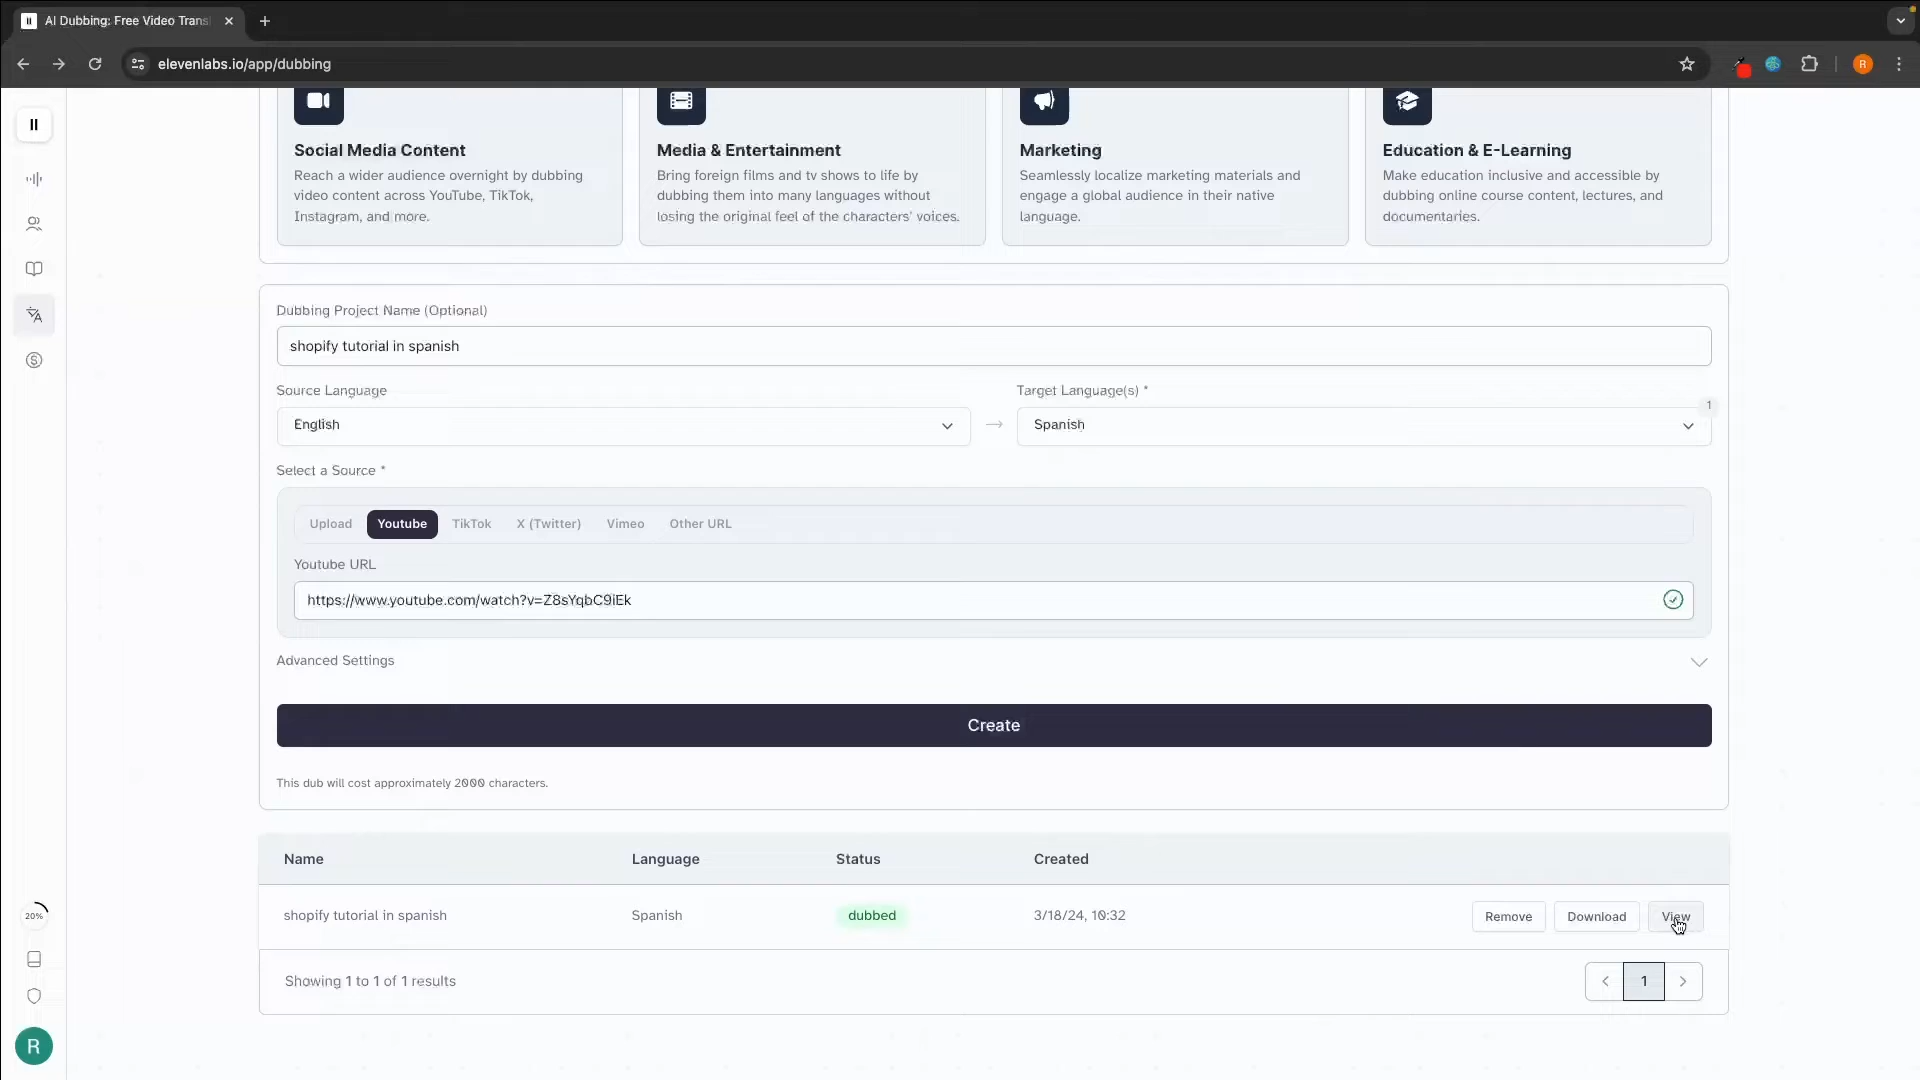 AI Dubbing: Free Video Trans
elevenlabs.io/app/dubbing
R
Social Media Content
Reach a wider audience overnight by dubbing
video content across YouTube, TikTok,
Instagram, and more.
Media & Entertainment
Bring foreign films and tv shows to life by
dubbing them into many languages without
losing the original feel of the characters' voices.
Marketing
Seamlessly localize marketing materials and
engage a global audience in their native
language.
Education & E-Learning
Make education inclusive and accessible by
dubbing online course content, lectures, and
documentaries.
Dubbing Project Name (Optional)
shopify tutorial in spanish
Source Language
English
Target Language(s) *
1
Spanish
Select a Source *
Upload Youtube TikTok X (Twitter) Vimeo Other URL
Youtube URL
https://www.youtube.com/watch?v=Z8sYqbC9iEk
Advanced Settings
Create
This dub will cost approximately 2000 characters.
Name Language Status Created
shopify tutorial in spanish Spanish dubbed 3/18/24, 10:32 Remove Download View
Showing 1 to 1 of 1 results
1
20%
R